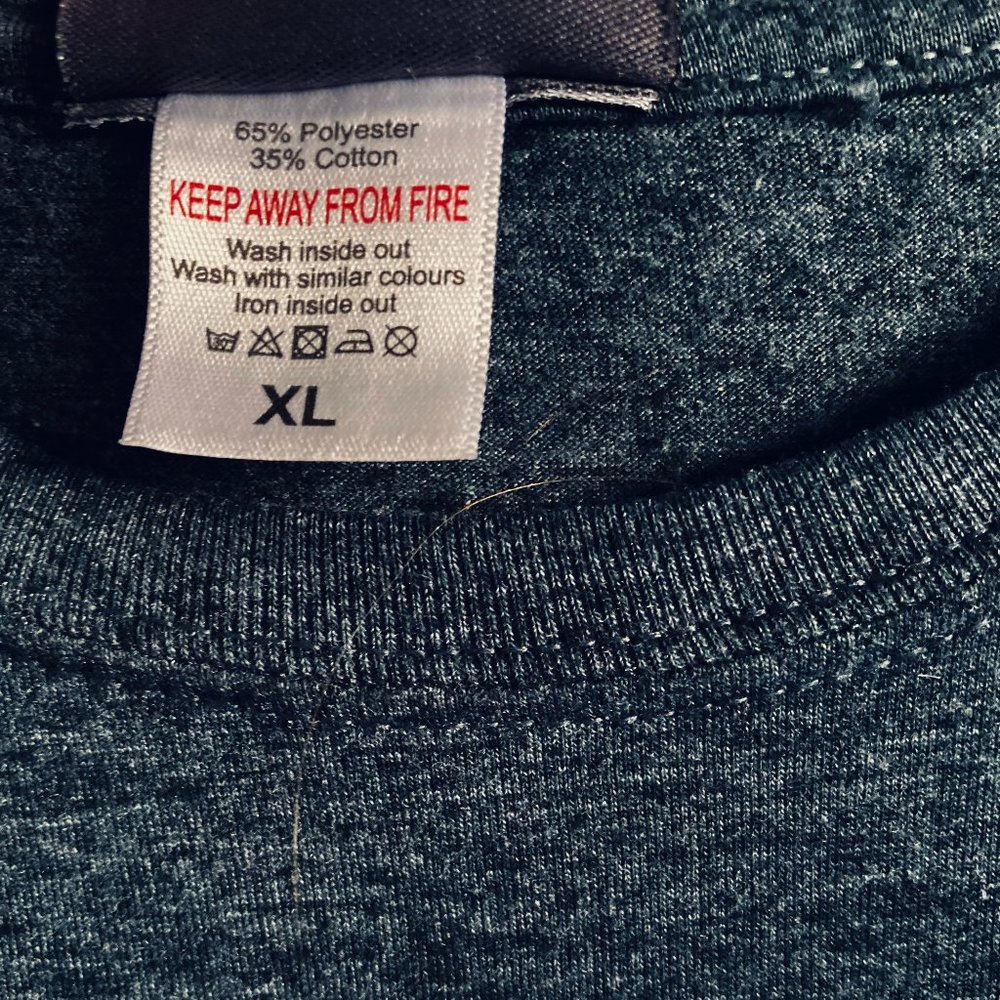 65% Polyester
35% Cotton
KEEP AWAY FROM FIRE
Wash inside out
Wash with similar colours
Iron inside out
XL